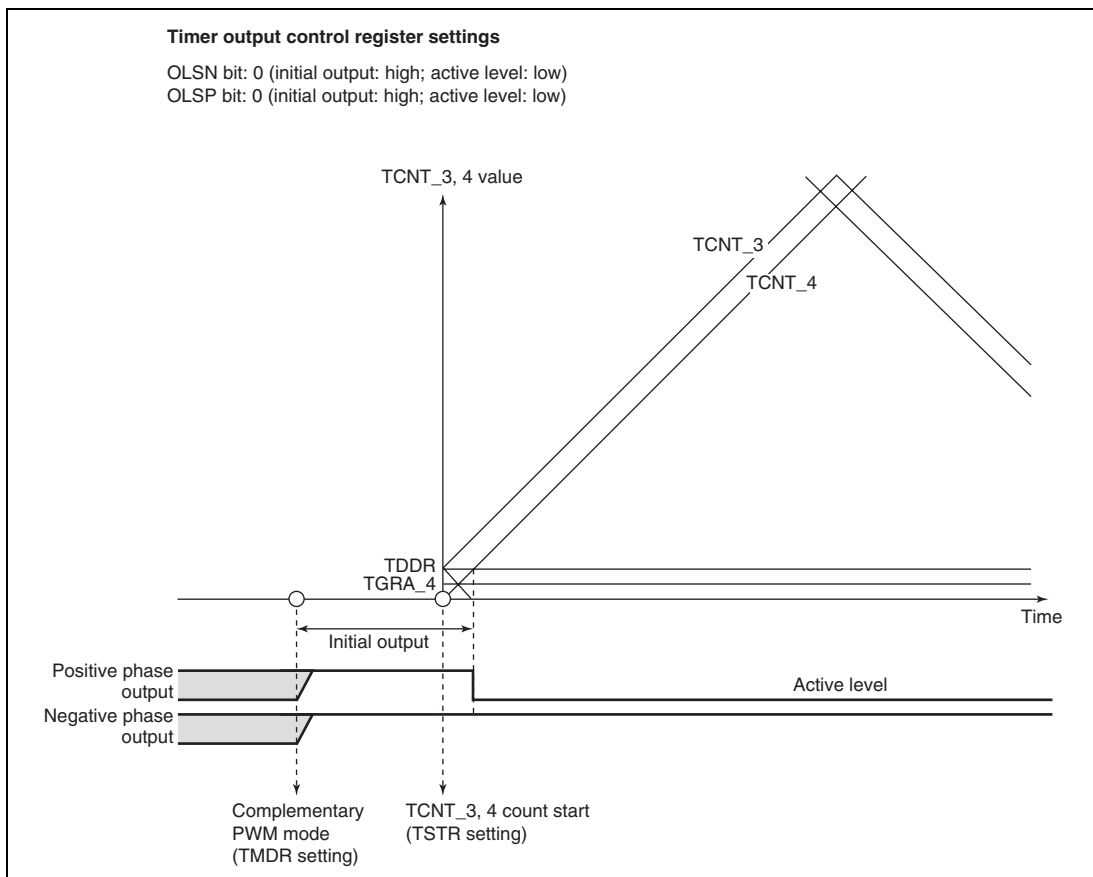 Timer output control register settings
OLSN bit: 0 (initial output: high; active level: low)
OLSP bit: 0 (initial output: high; active level: low)
TCNT_3, 4 value
TCNT_3
TCNT_4
TDDR
TGRA_4
Time
Initial output
Positive phase
output
Active level
Negative phase
output
Complementary
PWM mode
(TMDR setting)
TCNT_3, 4 count start
(TSTR setting)